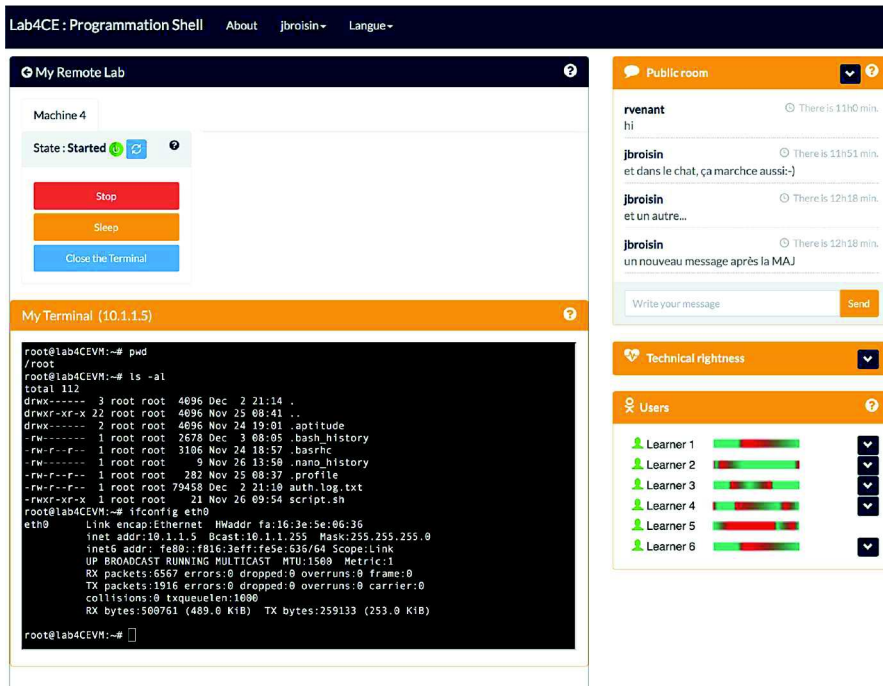 Lab4CE : Programmation Shell About jbroisin Langue
My Remote Lab
Machine 4
State : Started
Stop
Sleep
Close the Terminal
My Terminal (10.1.1.5)
root@lab4CEVM:~# pwd
/root
root@lab4CEVM:~# ls -al
total 112
drwx------ 3 root root 4096 Dec 2 21:14 .
drwxr-xr-x 22 root root 4096 Nov 25 08:41 ..
drwx------ 2 root root 4096 Nov 24 19:01 .aptitude
-rw------- 1 root root 2678 Dec 3 08:05 .bash_history
-rw-r--r-- 1 root root 3106 Nov 24 18:57 .basrhc
-rw------- 1 root root 9 Nov 26 13:50 .nano_history
-rw-r--r-- 1 root root 282 Nov 25 08:37 .profile
-rw-r--r-- 1 root root 79458 Dec 2 21:10 auth.log.txt
-rwxr-xr-x 1 root root 21 Nov 26 09:54 script.sh
root@lab4CEVM:~# ifconfig eth0
eth0 Link encap:Ethernet HWaddr fa:16:3e:5e:06:36
inet addr:10.1.1.5 Bcast:10.1.1.255 Mask:255.255.255.0
inet6 addr: fe80::f816:3eff:fe5e:636/64 Scope:Link
UP BROADCAST RUNNING MULTICAST MTU:1500 Metric:1
RX packets:6567 errors:0 dropped:0 overruns:0 frame:0
TX packets:1916 errors:0 dropped:0 overruns:0 carrier:0
collisions:0 txqueuelen:1000
RX bytes:500761 (489.0 KiB) TX bytes:259133 (253.0 KiB)
root@lab4CEVM:~#
Public room
rvenant There is 11h0 min.
hi
jbroisin There is 11h51 min.
et dans le chat, ça marchce aussi:-)
jbroisin There is 12h18 min.
et un autre...
jbroisin There is 12h18 min.
un nouveau message après la MAJ
Write your message Send
Technical rightness
Users
Learner 1
Learner 2
Learner 3
Learner 4
Learner 5
Learner 6